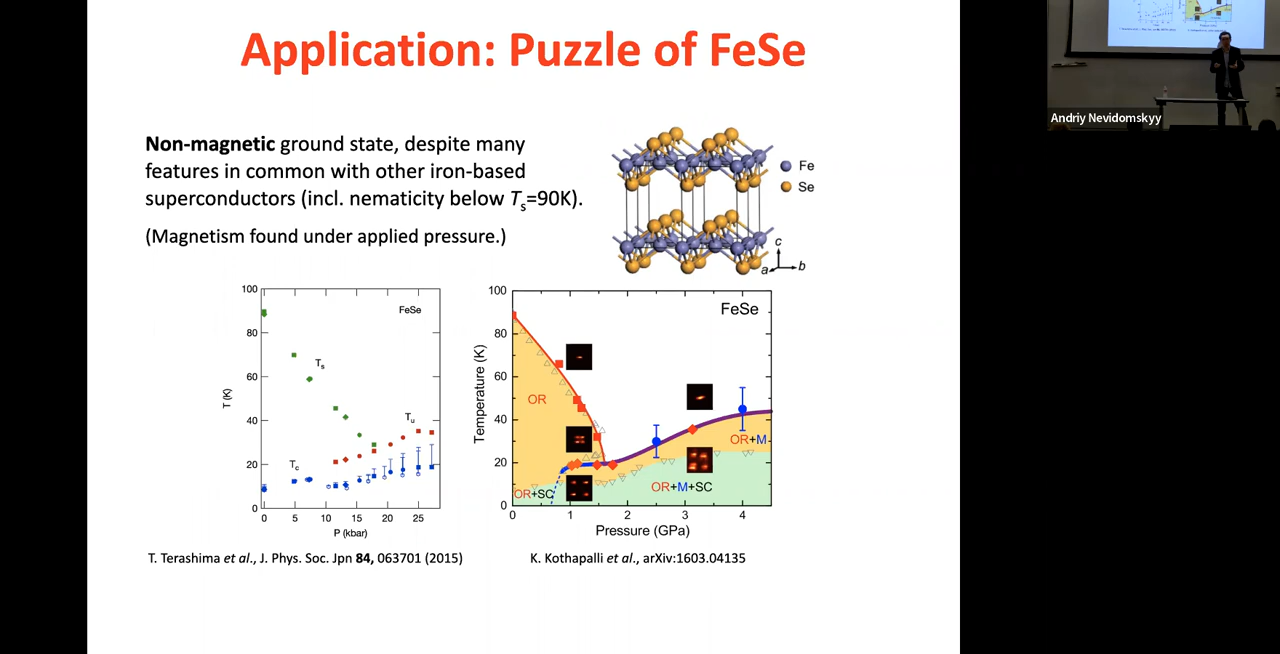 Application: Puzzle of FeSe
Non-magnetic ground state, despite many
features in common with other iron-based
superconductors (incl. nematicity below Ts=90K).
(Magnetism found under applied pressure.)
Fe
Se
c
a
b
100
80
60
40
20
0
T (K)
FeSe
Ts
Tu
Tc
0
5
10
15
20
25
P (kbar)
100
80
60
40
20
0
Temperature (K)
FeSe
OR
OR+M
OR+SC
OR+M+SC
0
1
2
3
4
Pressure (GPa)
T. Terashima et al., J. Phys. Soc. Jpn 84, 063701 (2015)
K. Kothapalli et al., arXiv:1603.04135
Andriy Nevidomskyy